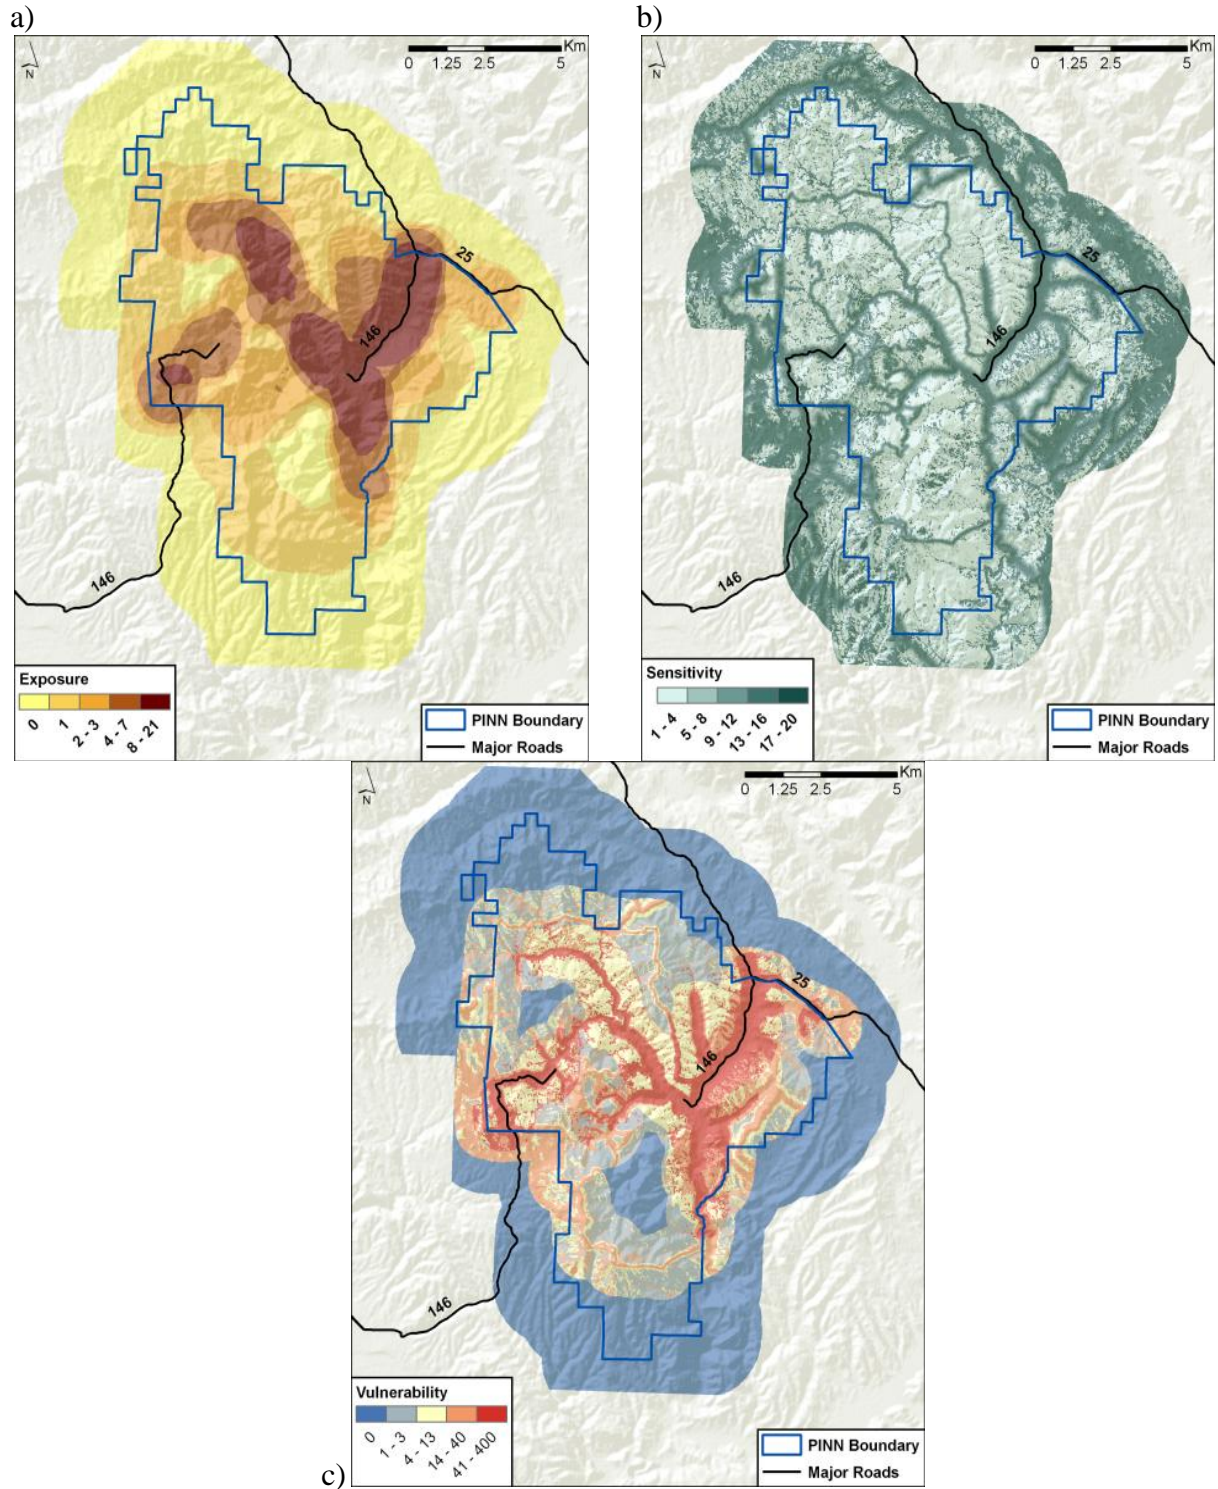 a)
Km
0 1.25 2.5 5
N
25
146
146
Exposure
0 1 2 - 3 4 - 7 8 - 21
PINN Boundary
Major Roads
b)
Km
0 1.25 2.5 5
N
25
146
146
Sensitivity
1 - 4 5 - 8 9 - 12 13 - 16 17 - 20
PINN Boundary
Major Roads
Km
0 1.25 2.5 5
N
25
146
146
Vulnerability
0 1 - 3 4 - 13 14 - 40 41 - 400
PINN Boundary
Major Roads
c)